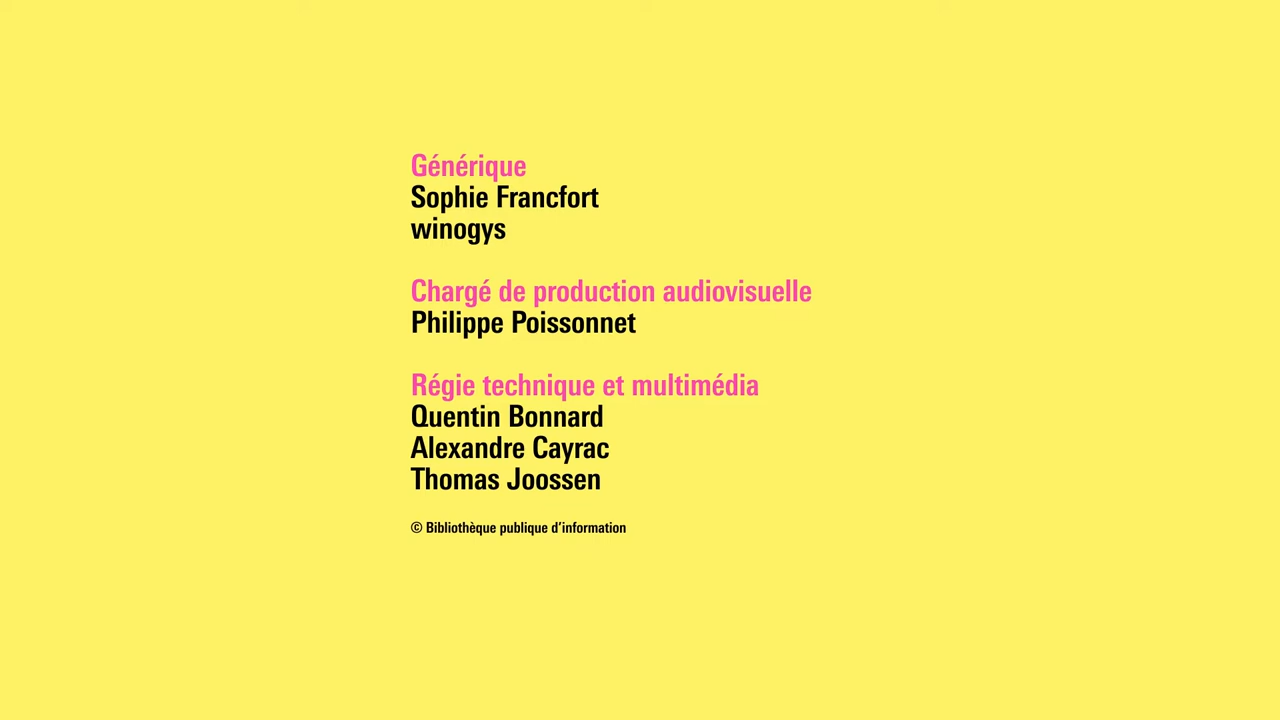 Générique
Sophie Francfort
winogys
Chargé de production audiovisuelle
Philippe Poissonnet
Régie technique et multimédia
Quentin Bonnard
Alexandre Cayrac
Thomas Joossen
© Bibliothèque publique d’information